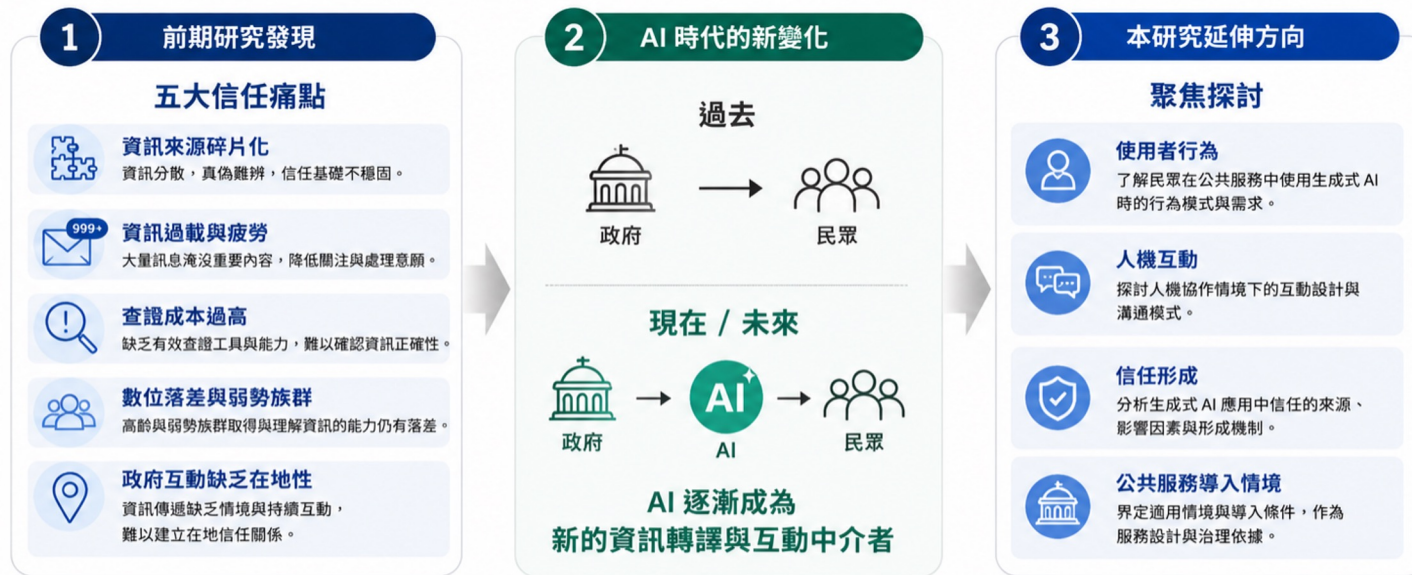 1
前期研究發現
五大信任痛點
資訊來源碎片化
資訊分散，真偽難辨，信任基礎不穩固。
999+
資訊過載與疲勞
大量訊息淹沒重要內容，降低關注與處理意願。
查證成本過高
缺乏有效查證工具與能力，難以確認資訊正確性。
數位落差與弱勢族群
高齡與弱勢族群取得與理解資訊的能力仍有落差。
政府互動缺乏在地性
資訊傳遞缺乏情境與持續互動，
難以建立在地信任關係。
2
AI 時代的新變化
過去
政府
民眾
現在 / 未來
AI
政府
AI
民眾
AI 逐漸成為
新的資訊轉譯與互動中介者
3
本研究延伸方向
聚焦探討
使用者行為
了解民眾在公共服務中使用生成式 AI
時的行為模式與需求。
人機互動
探討人機協作情境下的互動設計與
溝通模式。
信任形成
分析生成式 AI 應用中信任的來源、
影響因素與形成機制。
公共服務導入情境
界定適用情境與導入條件，作為
服務設計與治理依據。